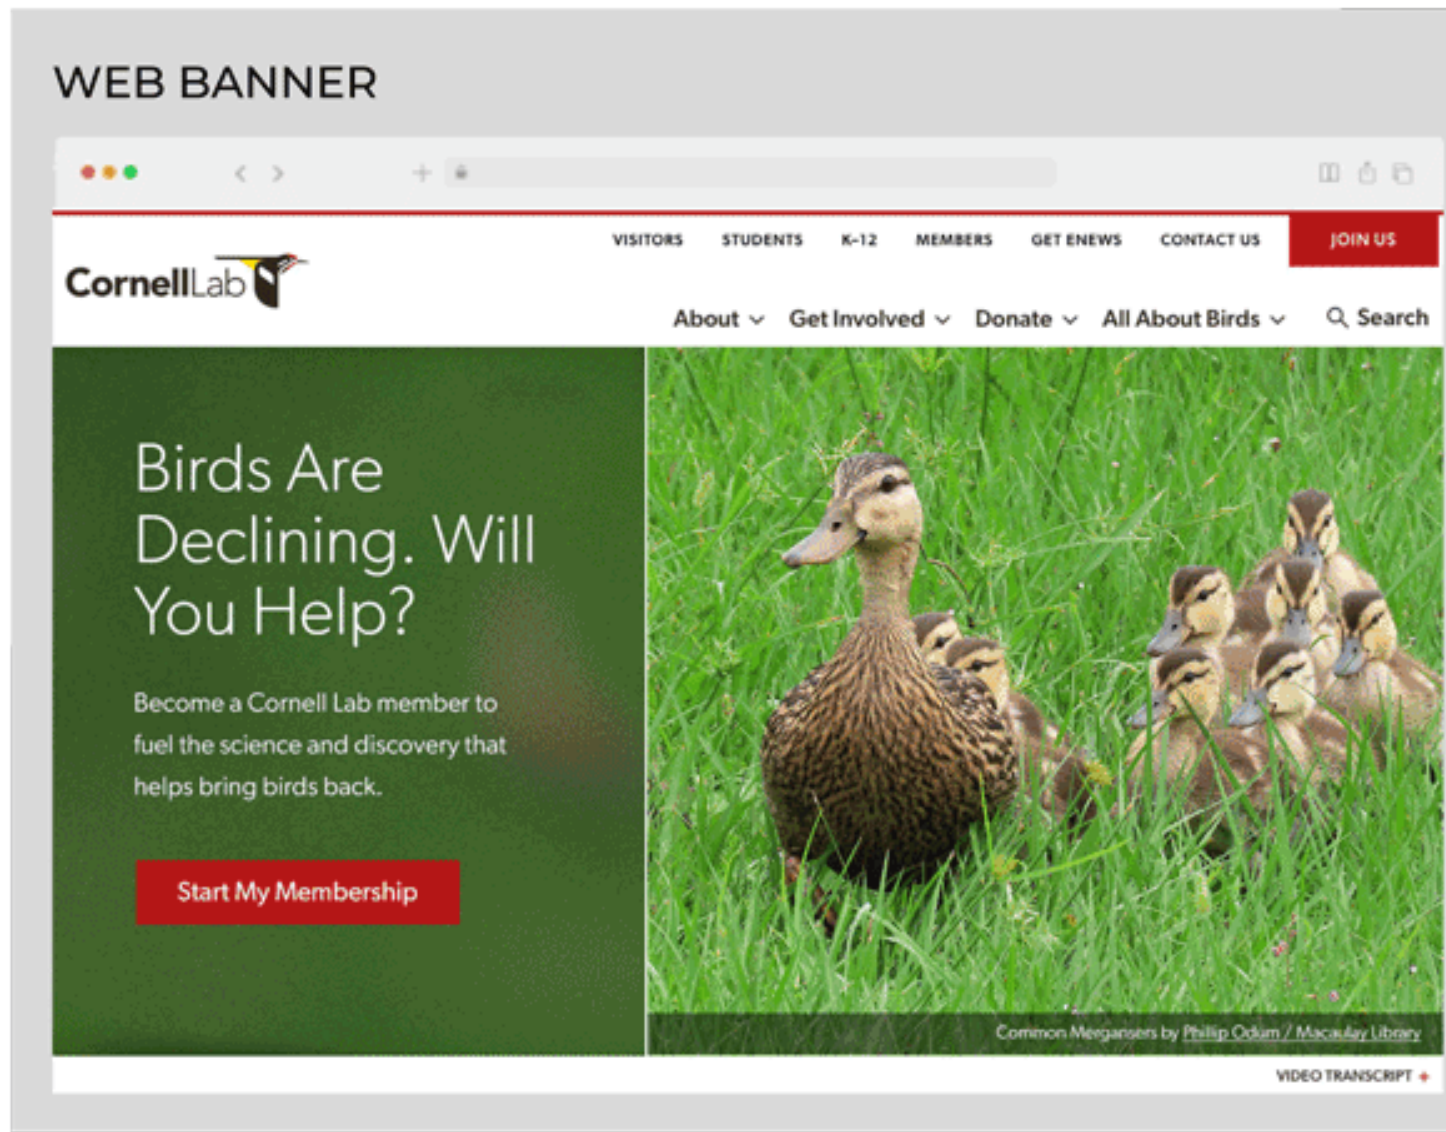 WEB BANNER
VISITORS STUDENTS K-12 MEMBERS GET ENEWS CONTACT US JOIN US
CornellLab
About Get Involved Donate All About Birds Search
Birds Are
Declining. Will
You Help?
Become a Cornell Lab member to
fuel the science and discovery that
helps bring birds back.
Start My Membership
Common Mergansers by Phillip Odum / Macaulay Library
VIDEO TRANSCRIPT +